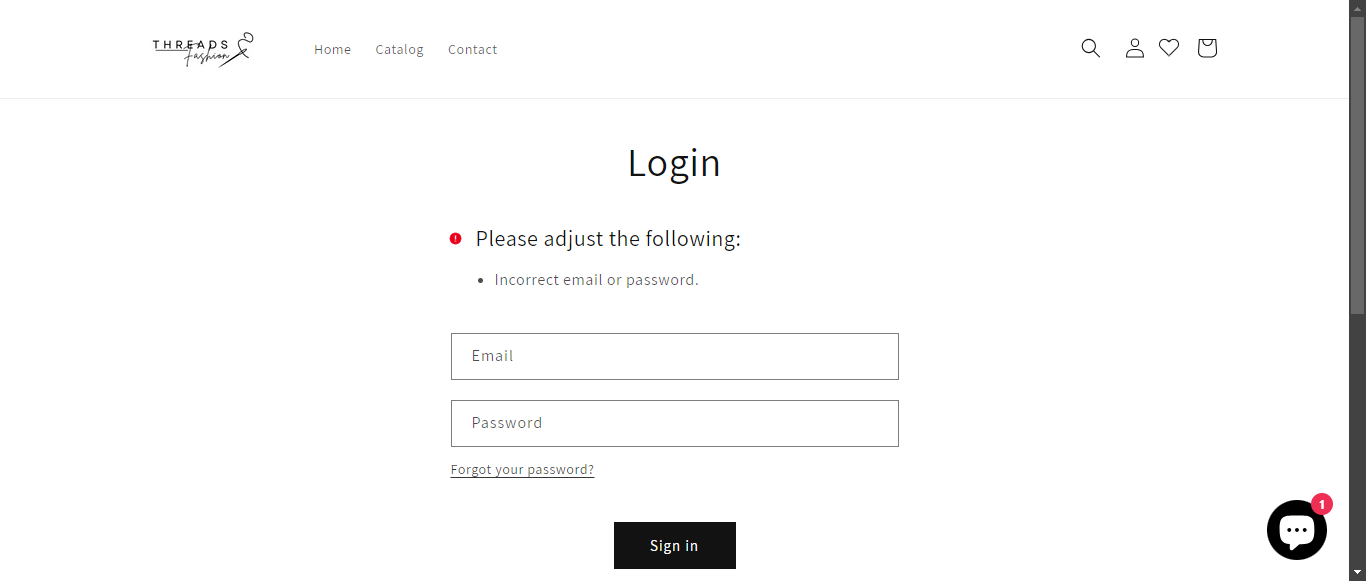 THREADS
Fashion
Home
Catalog
Contact
Login
Please adjust the following:
Incorrect email or password.
Email
Password
Forgot your password?
Sign in
1